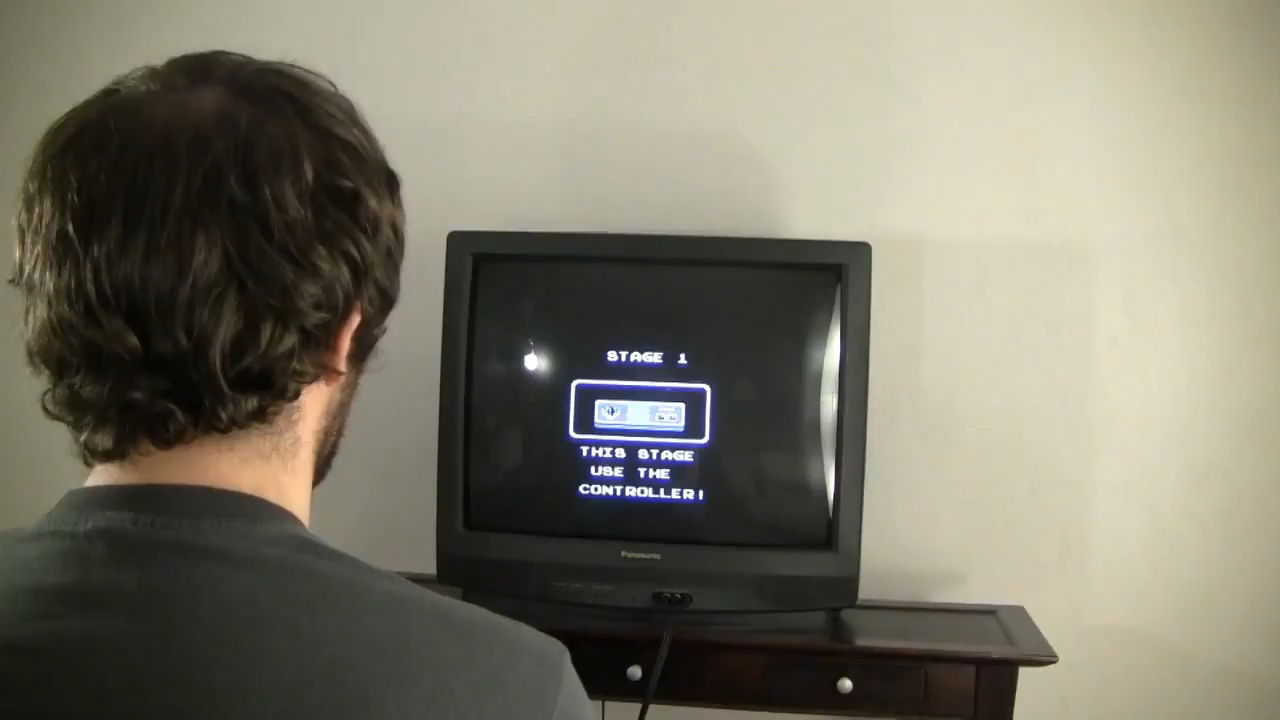 STAGE 1
THIS STAGE
USE THE
CONTROLLER!
Panasonic